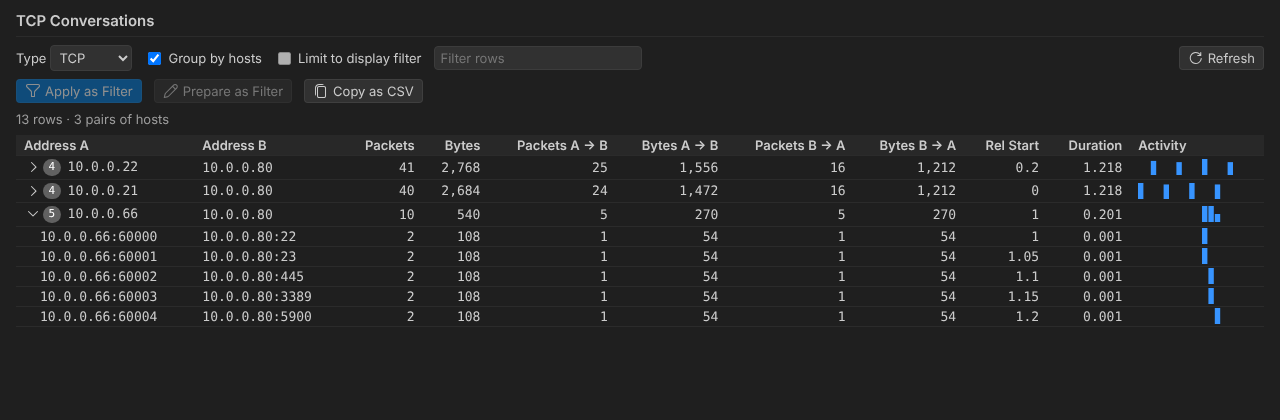 TCP Conversations
Type TCP Group by hosts Limit to display filter Filter rows Refresh
Apply as Filter Prepare as Filter Copy as CSV
13 rows · 3 pairs of hosts
Address A Address B Packets Bytes Packets A → B Bytes A → B Packets B → A Bytes B → A Rel Start Duration Activity
4 10.0.0.22 10.0.0.80 41 2,768 25 1,556 16 1,212 0.2 1.218
4 10.0.0.21 10.0.0.80 40 2,684 24 1,472 16 1,212 0 1.218
5 10.0.0.66 10.0.0.80 10 540 5 270 5 270 1 0.201
10.0.0.66:60000 10.0.0.80:22 2 108 1 54 1 54 1 0.001
10.0.0.66:60001 10.0.0.80:23 2 108 1 54 1 54 1.05 0.001
10.0.0.66:60002 10.0.0.80:445 2 108 1 54 1 54 1.1 0.001
10.0.0.66:60003 10.0.0.80:3389 2 108 1 54 1 54 1.15 0.001
10.0.0.66:60004 10.0.0.80:5900 2 108 1 54 1 54 1.2 0.001